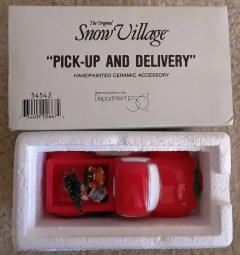 The Original
Snow Village
"PICK-UP AND DELIVERY"
HANDPAINTED CERAMIC ACCESSORY
54542
Department 56